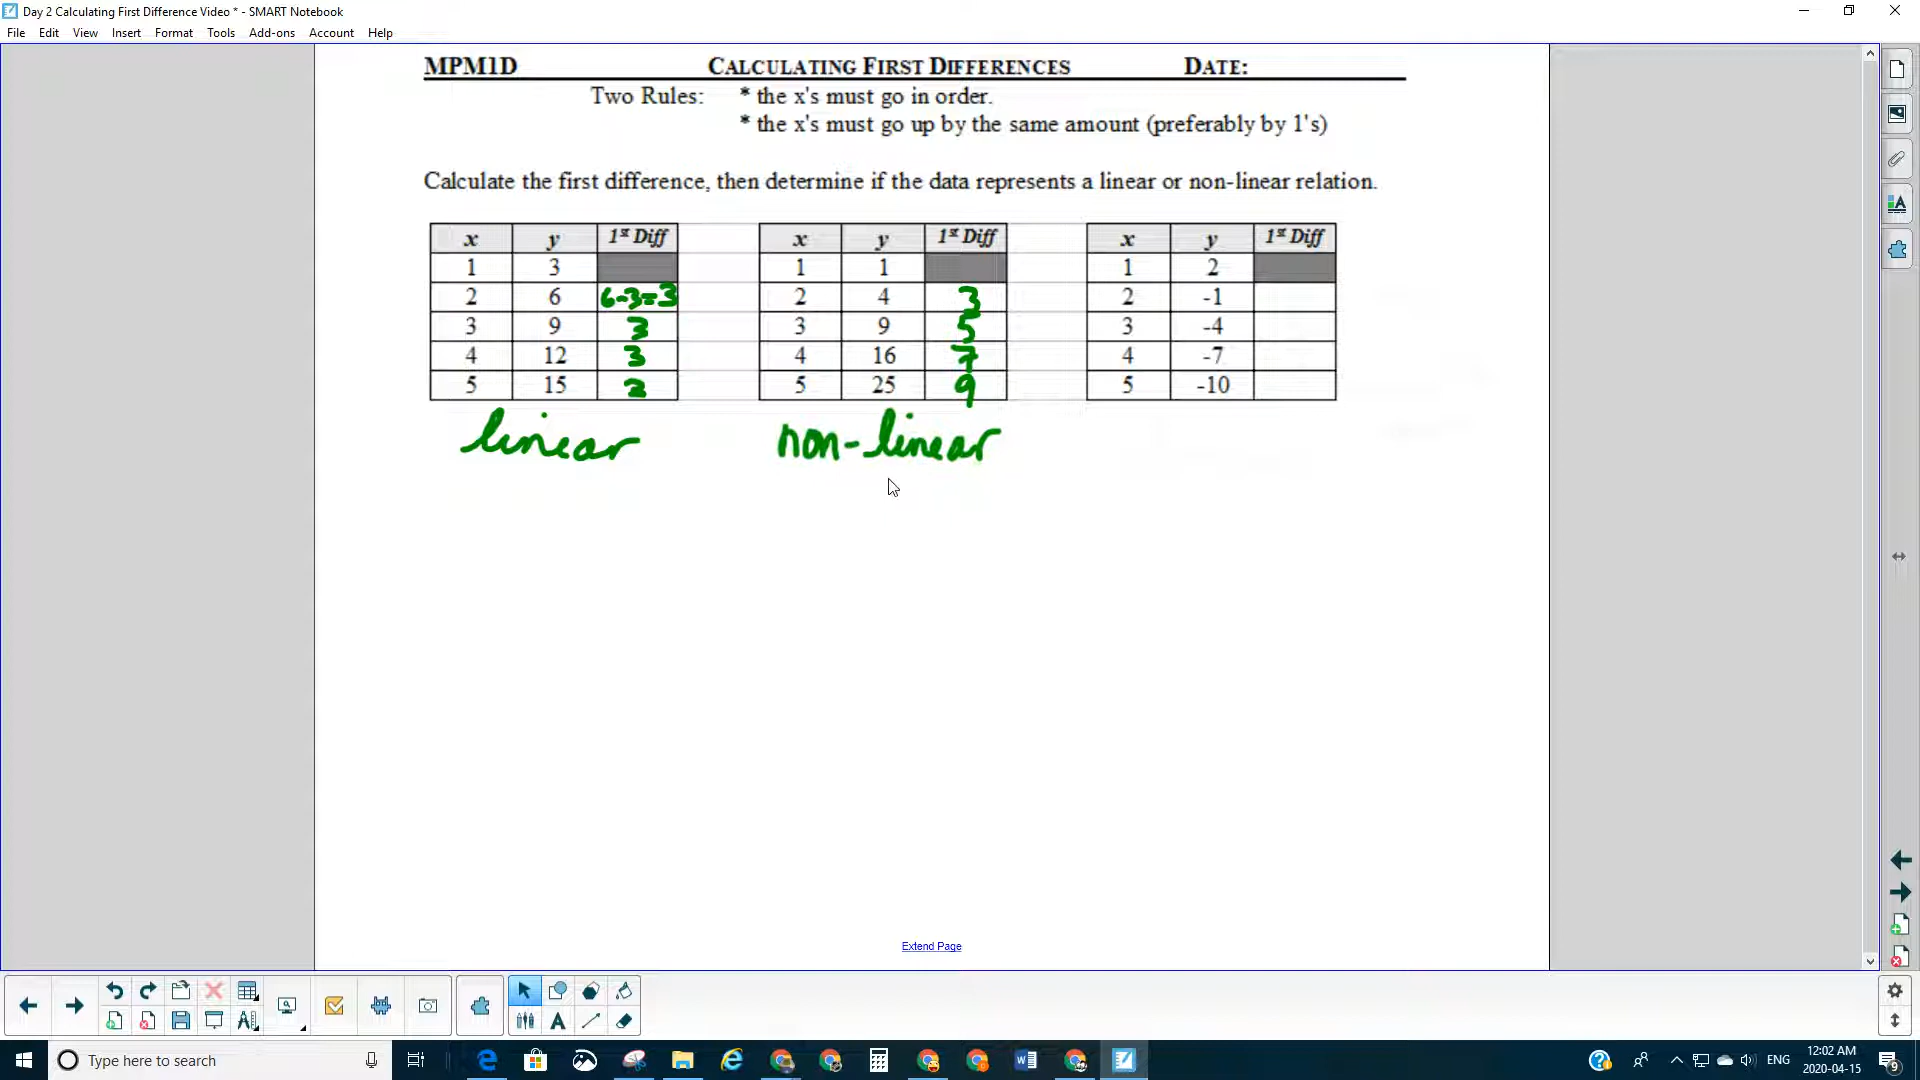 Day 2 Calculating First Difference Video * - SMART Notebook
File Edit View Insert Format Tools Add-ons Account Help
MPM1D CALCULATING FIRST DIFFERENCES DATE:
Two Rules: * the x's must go in order.
* the x's must go up by the same amount (preferably by 1's)
Calculate the first difference, then determine if the data represents a linear or non-linear relation.
x y 1st Diff x y 1st Diff x y 1st Diff
1 3 1 1 1 2
2 6 6-3=3 2 4 3 2 -1
3 9 3 3 9 5 3 -4
4 12 3 4 16 7 4 -7
5 15 5 25 9 5 -10
linear non-linear
Extend Page
Type here to search
ENG
12:02 AM
2020-04-15
9